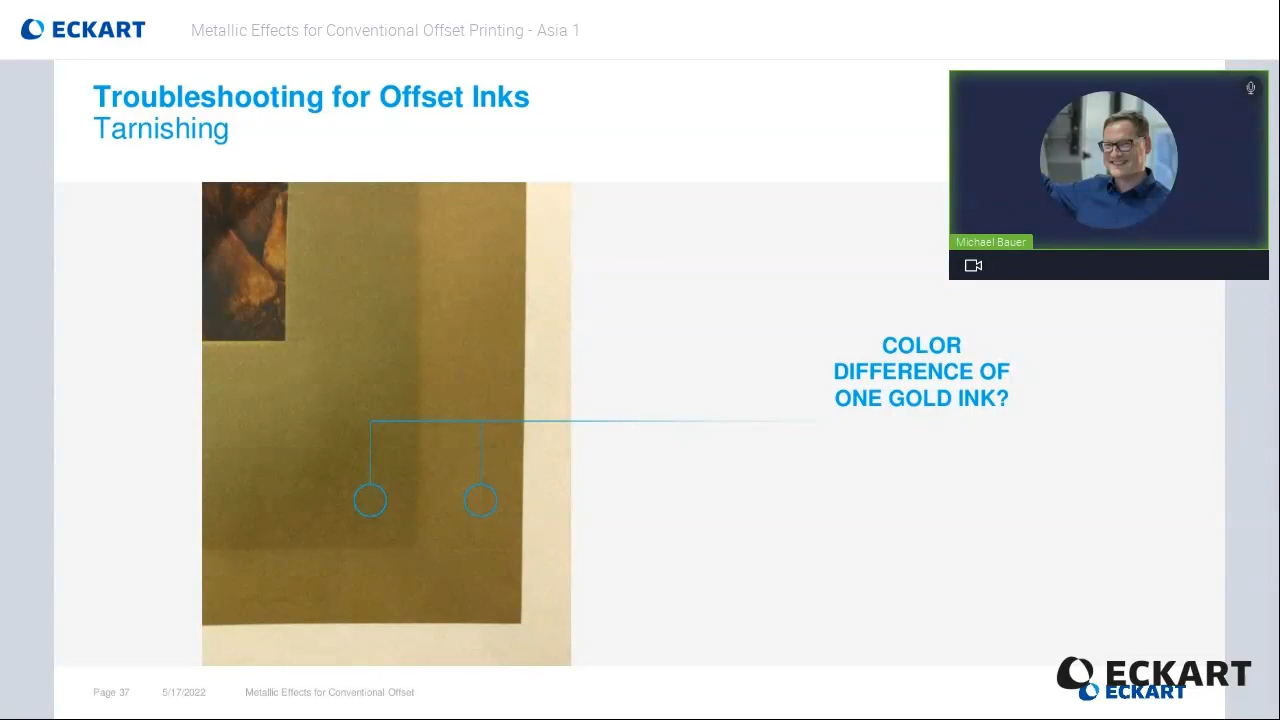 ECKART
Metallic Effects for Conventional Offset Printing - Asia 1
Troubleshooting for Offset Inks
Tarnishing
Michael Bauer
COLOR
DIFFERENCE OF
ONE GOLD INK?
Page 37 5/17/2022 Metallic Effects for Conventional Offset
ECKART
ECKART